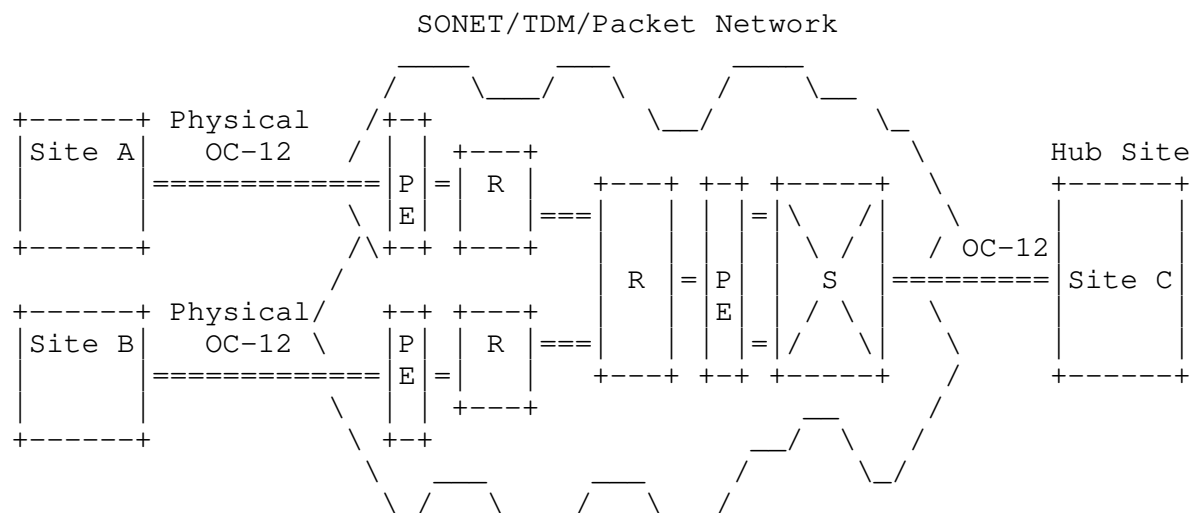 SONET/TDM/Packet Network
Physical
Site A OC-12 Hub Site
P R
E
OC-12
R P S Site C
E
Physical
Site B OC-12 P R
E